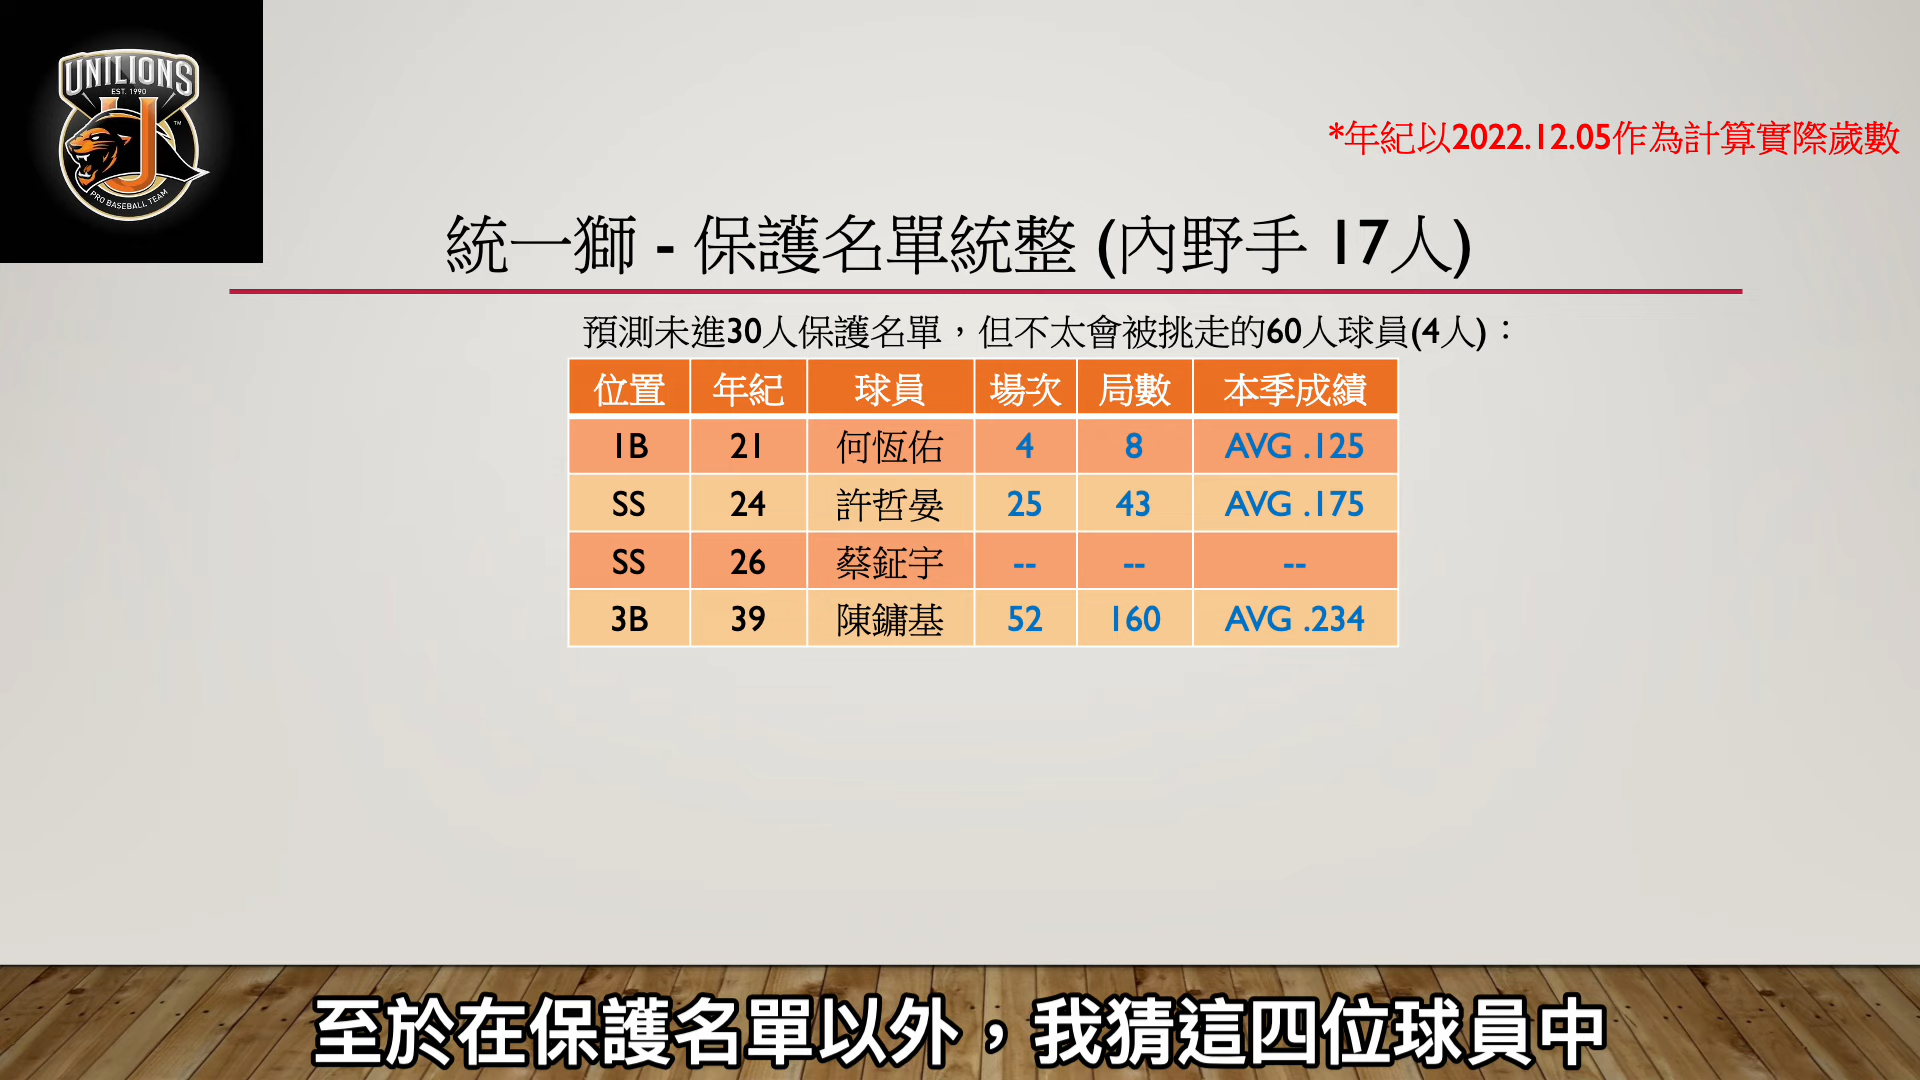 UNILIONS
EST. 1990
U
TM
PRO BASEBALL TEAM
*年紀以2022.12.05作為計算實際歲數
統一獅 - 保護名單統整 (內野手 17人)
預測未進30人保護名單，但不太會被挑走的60人球員(4人)：
位置 年紀 球員 場次 局數 本季成績
1B 21 何恆佑 4 8 AVG .125
SS 24 許哲晏 25 43 AVG .175
SS 26 蔡鉦宇 -- -- --
3B 39 陳鏞基 52 160 AVG .234
至於在保護名單以外，我猜這四位球員中